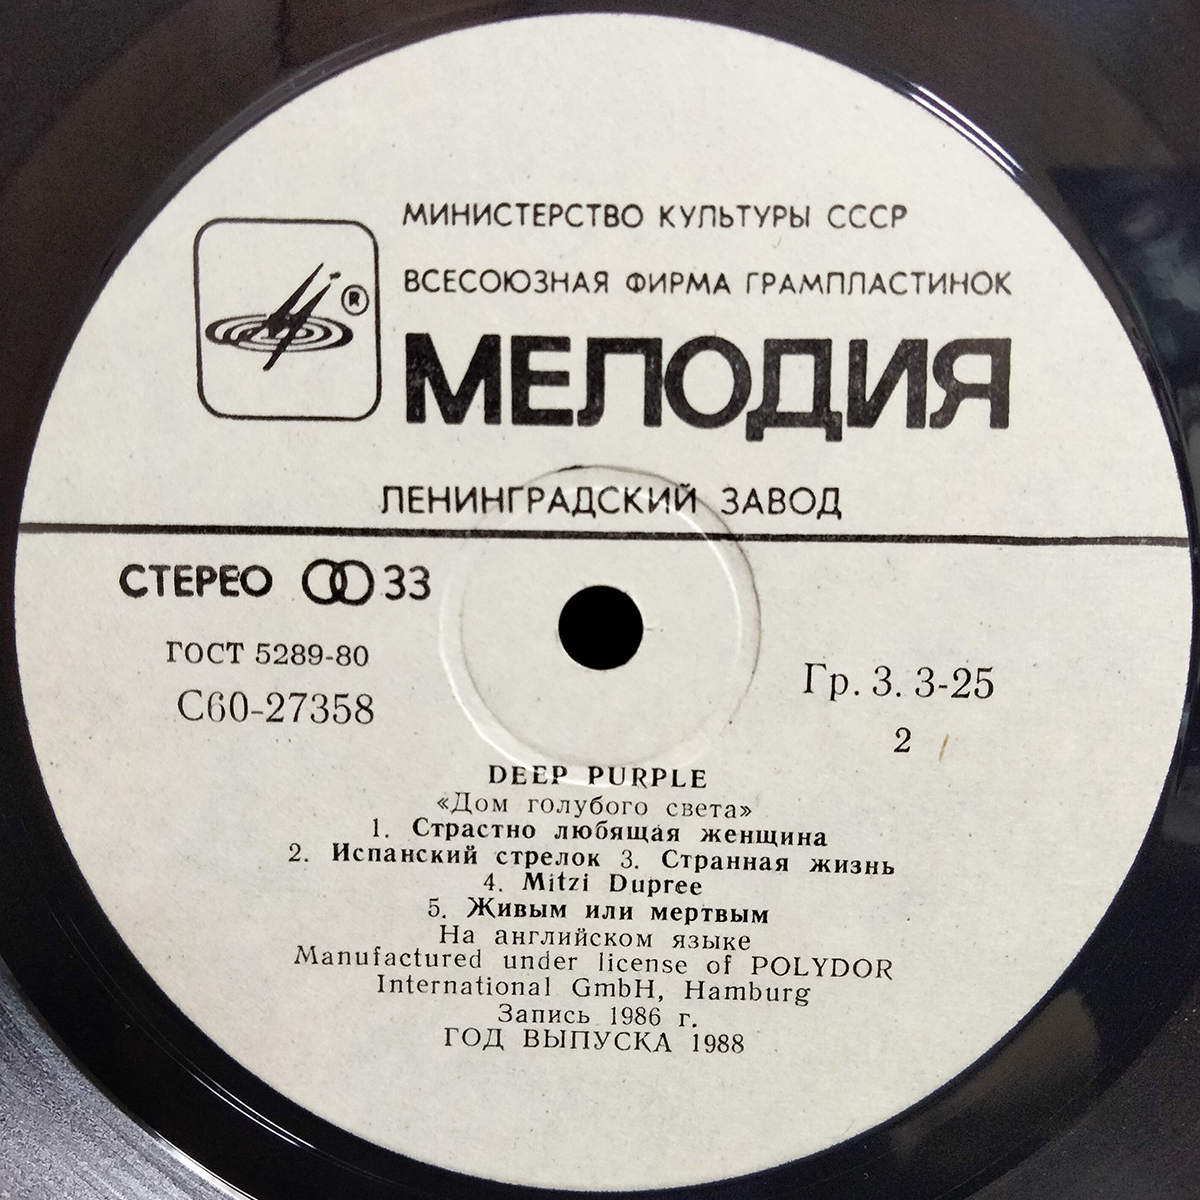 МИНИСТЕРСТВО КУЛЬТУРЫ СССР
ВСЕСОЮЗНАЯ ФИРМА ГРАМПЛАСТИНОК
®
МЕЛОДИЯ
ЛЕНИНГРАДСКИЙ ЗАВОД
СТЕРЕО 33
ГОСТ 5289-80
С60-27358
Гр. 3. 3-25
2
DEEP PURPLE
«Дом голубого света»
1. Страстно любящая женщина
2. Испанский стрелок 3. Странная жизнь
4. Mitzi Dupree
5. Живым или мертвым
На английском языке
Manufactured under license of POLYDOR
International GmbH, Hamburg
Запись 1986 г.
ГОД ВЫПУСКА 1988